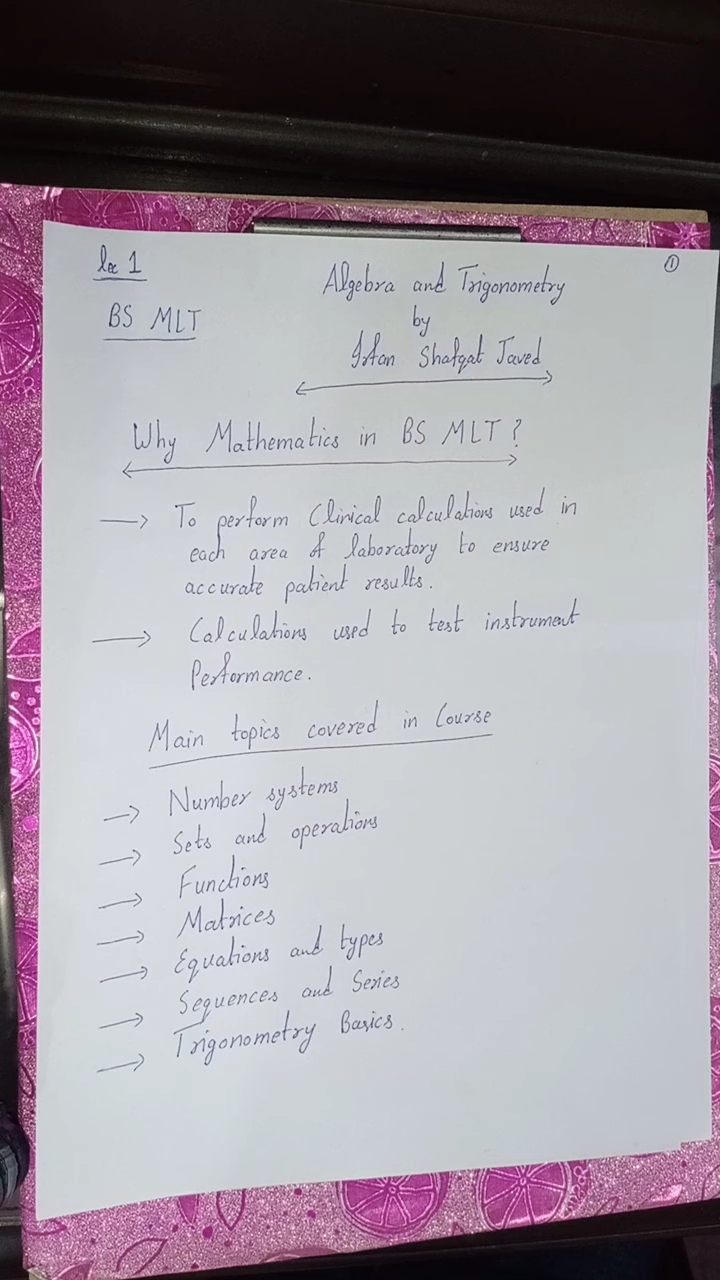 lec 1
Algebra and Trigonometry
①
BS MLT
by
Irfan Shafqat Javed
Why Mathematics in BS MLT?
→ To perform Clinical calculations used in
each area of laboratory to ensure
accurate patient results.
→ Calculations used to test instrument
Performance.
Main topics covered in Course
→ Number systems
→ Sets and operations
→ Functions
→ Matrices
→ Equations and types
→ Sequences and Series
→ Trigonometry Basics.